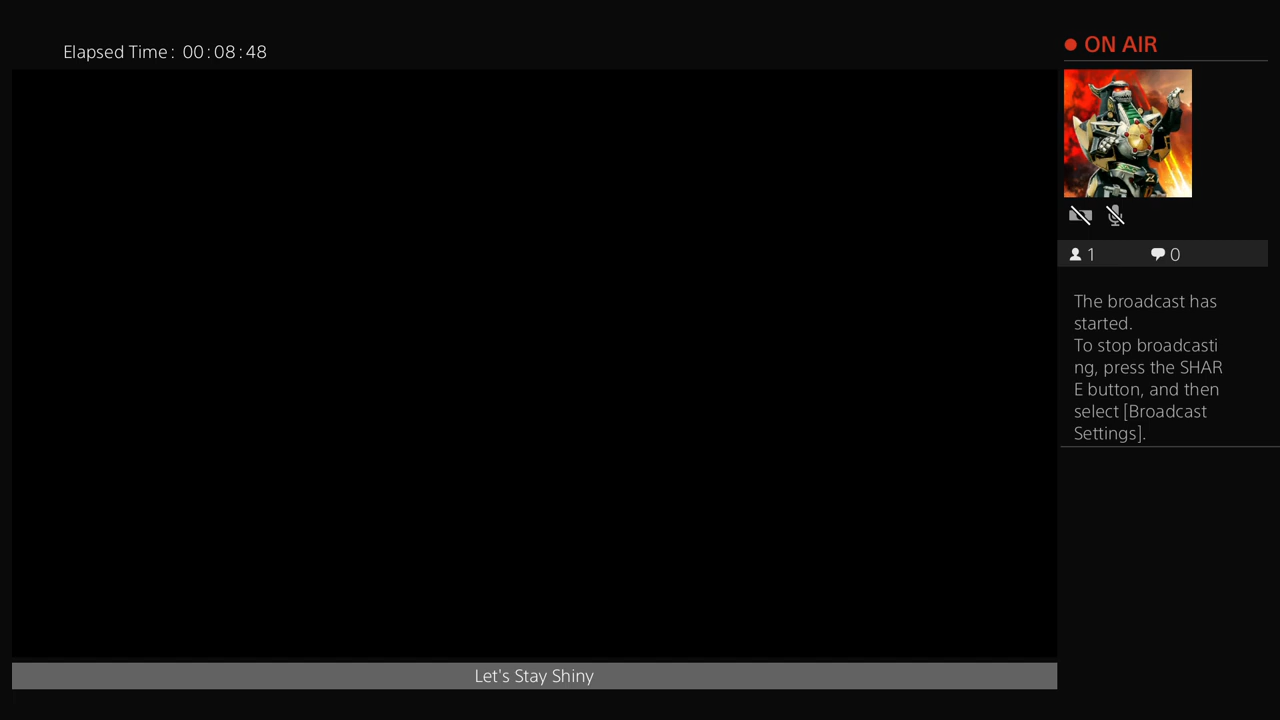 Elapsed Time: 00:08:48
ON AIR
1 0
The broadcast has
started.
To stop broadcasti
ng, press the SHAR
E button, and then
select [Broadcast
Settings].
Let's Stay Shiny